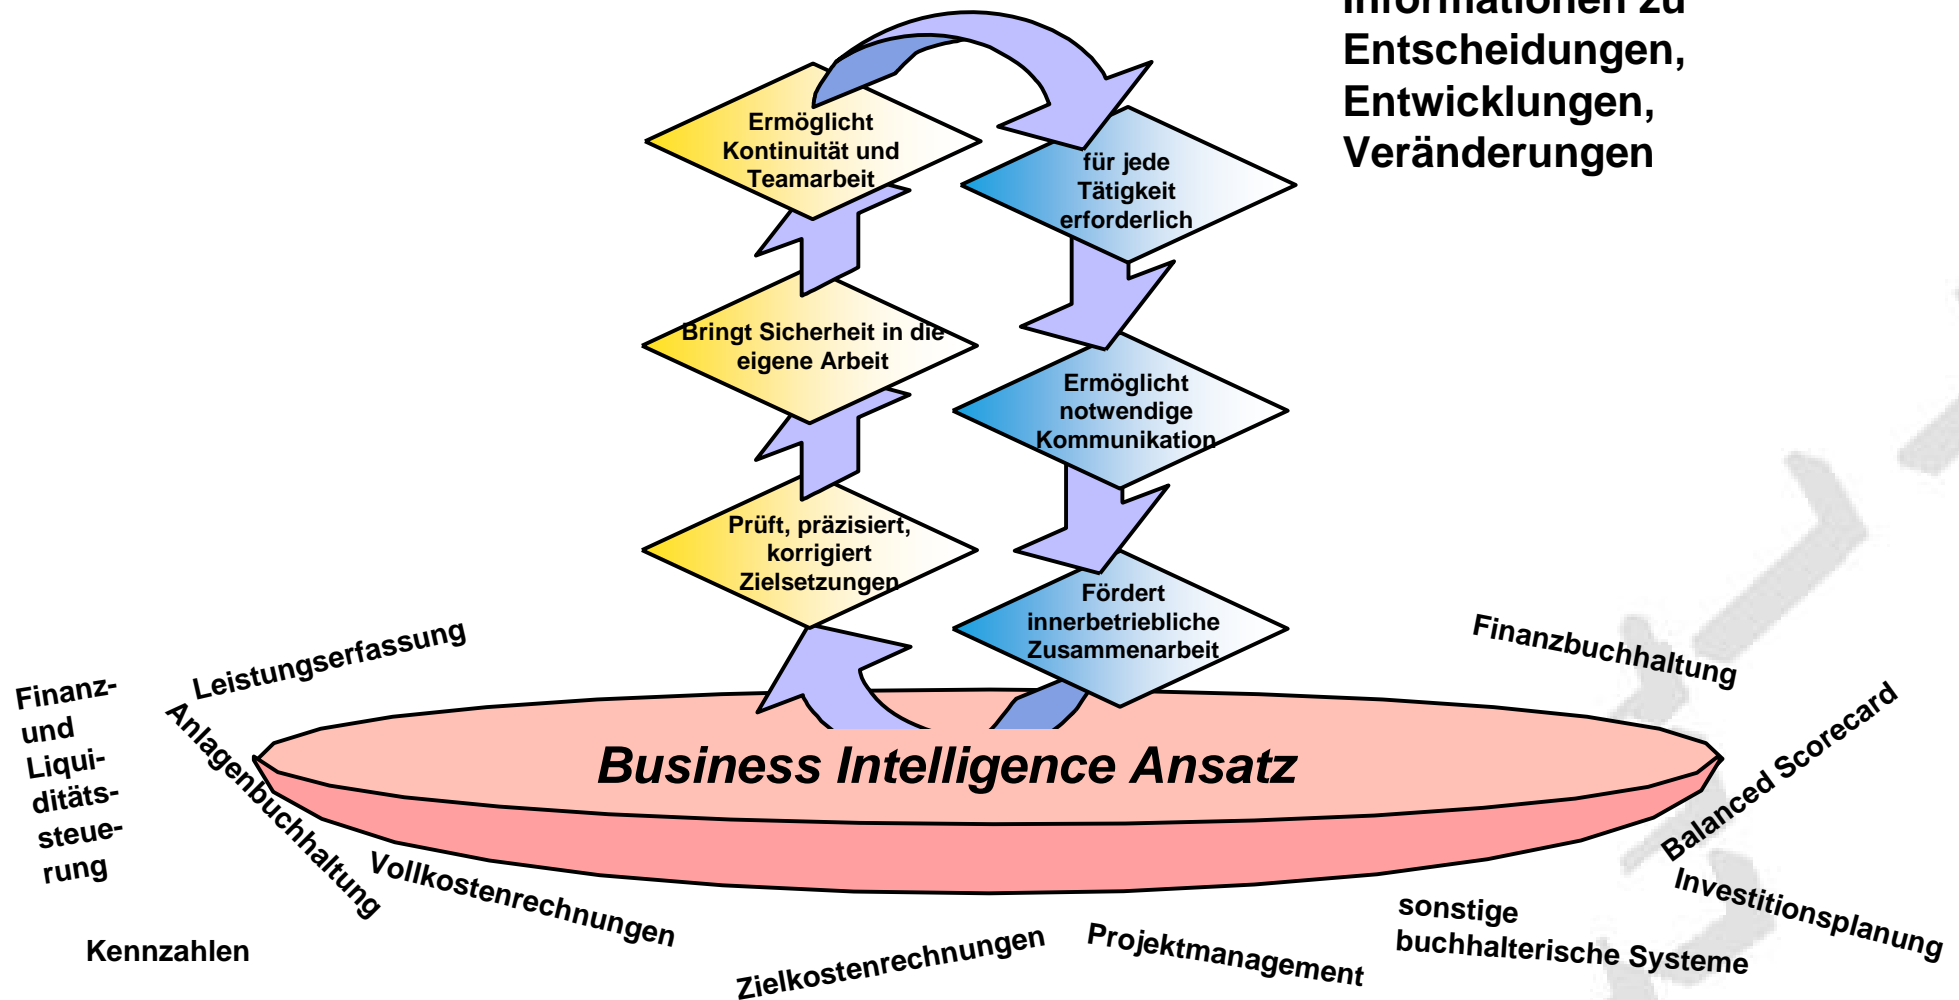 Informationen zu
Entscheidungen,
Entwicklungen,
Veränderungen
Ermöglicht
Kontinuität und
Teamarbeit
für jede
Tätigkeit
erforderlich
Bringt Sicherheit in die
eigene Arbeit
Ermöglicht
notwendige
Kommunikation
Prüft, präzisiert,
korrigiert
Zielsetzungen
Fördert
innerbetriebliche
Zusammenarbeit
Leistungserfassung
Finanzbuchhaltung
Finanz-
und
Liqui-
ditäts-
steue-
rung
Anlagenbuchhaltung
Business Intelligence Ansatz
Balanced Scorecard
Vollkostenrechnungen
Investitionsplanung
sonstige
buchhalterische Systeme
Kennzahlen
Zielkostenrechnungen
Projektmanagement